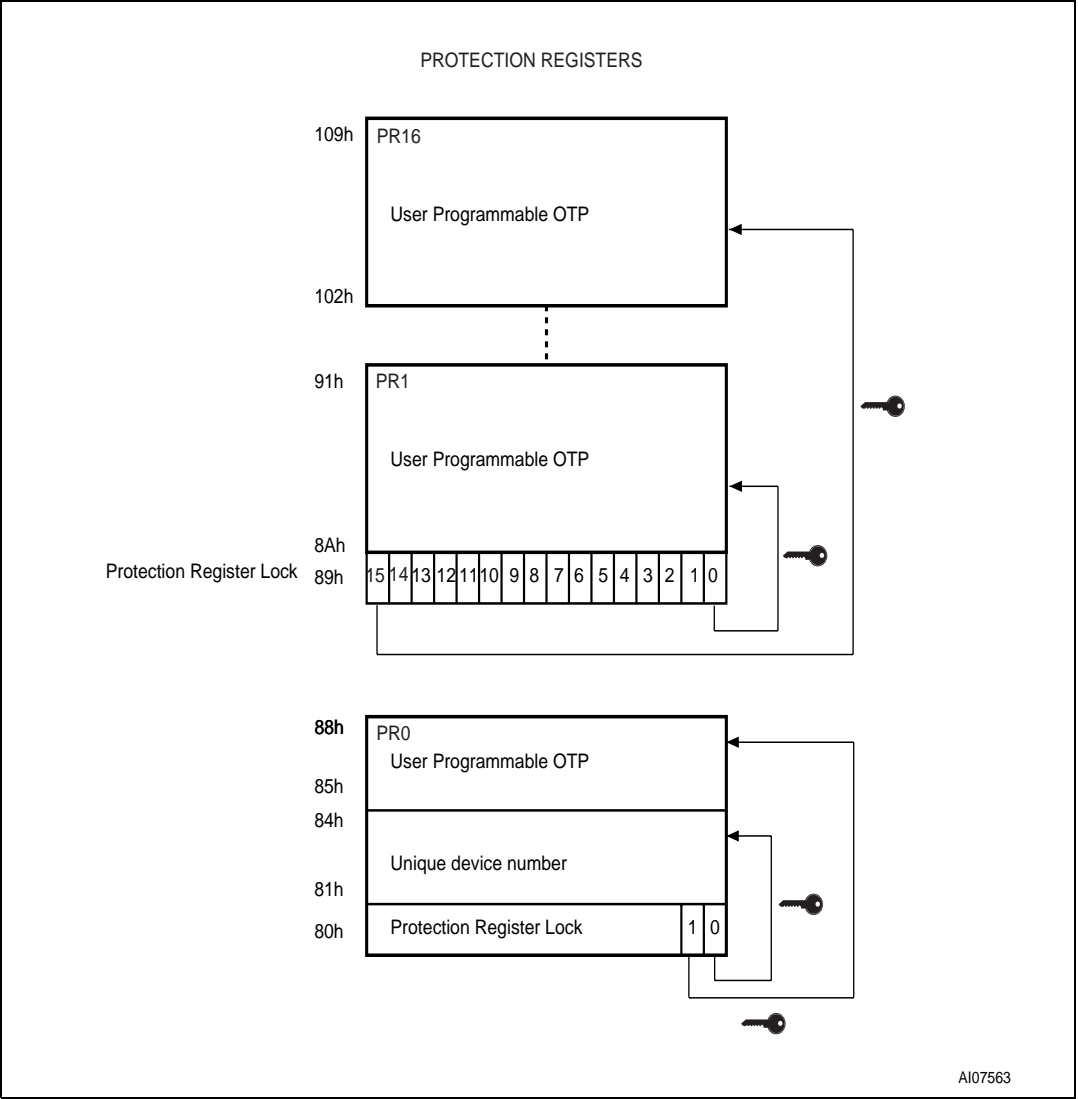 PROTECTION REGISTERS
109h
PR16
User Programmable OTP
102h
91h
PR1
User Programmable OTP
8Ah
Protection Register Lock 89h 15 14 13 12 11 10 9 8 7 6 5 4 3 2 1 0
88h
PR0
User Programmable OTP
85h
84h
Unique device number
81h
80h Protection Register Lock 1 0
AI07563